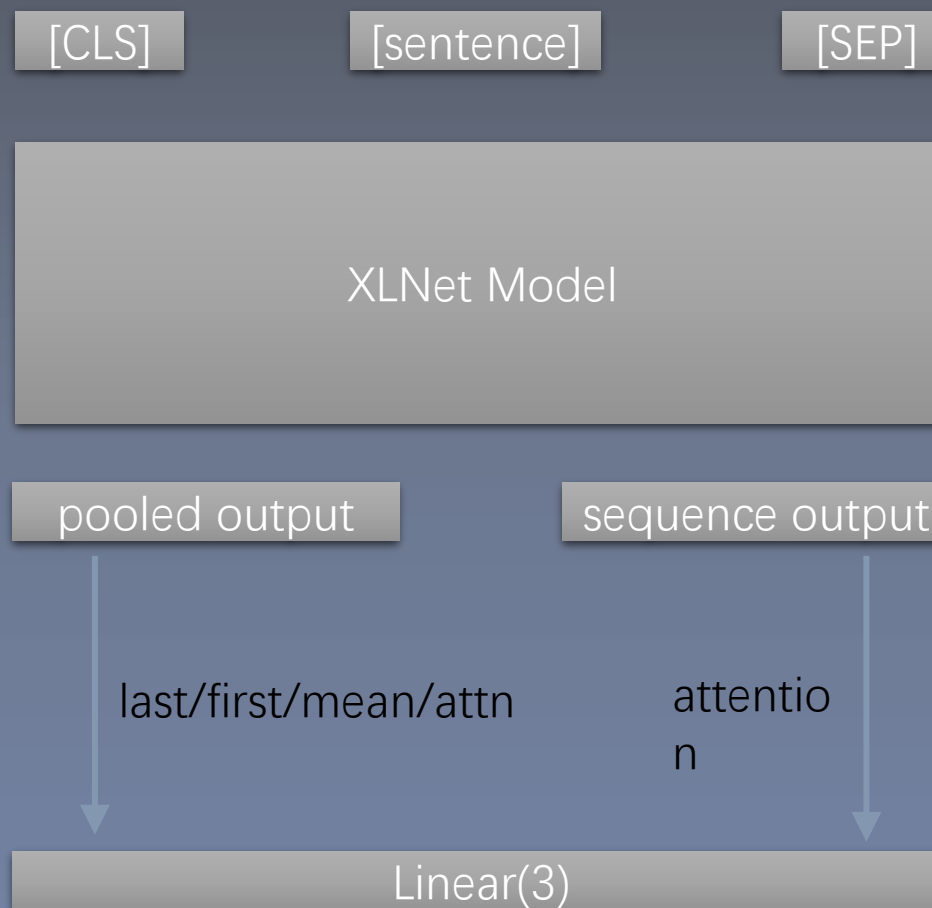 [CLS] [sentence] [SEP]
XLNet Model
pooled output sequence output
last/first/mean/attn attentio
n
Linear(3)